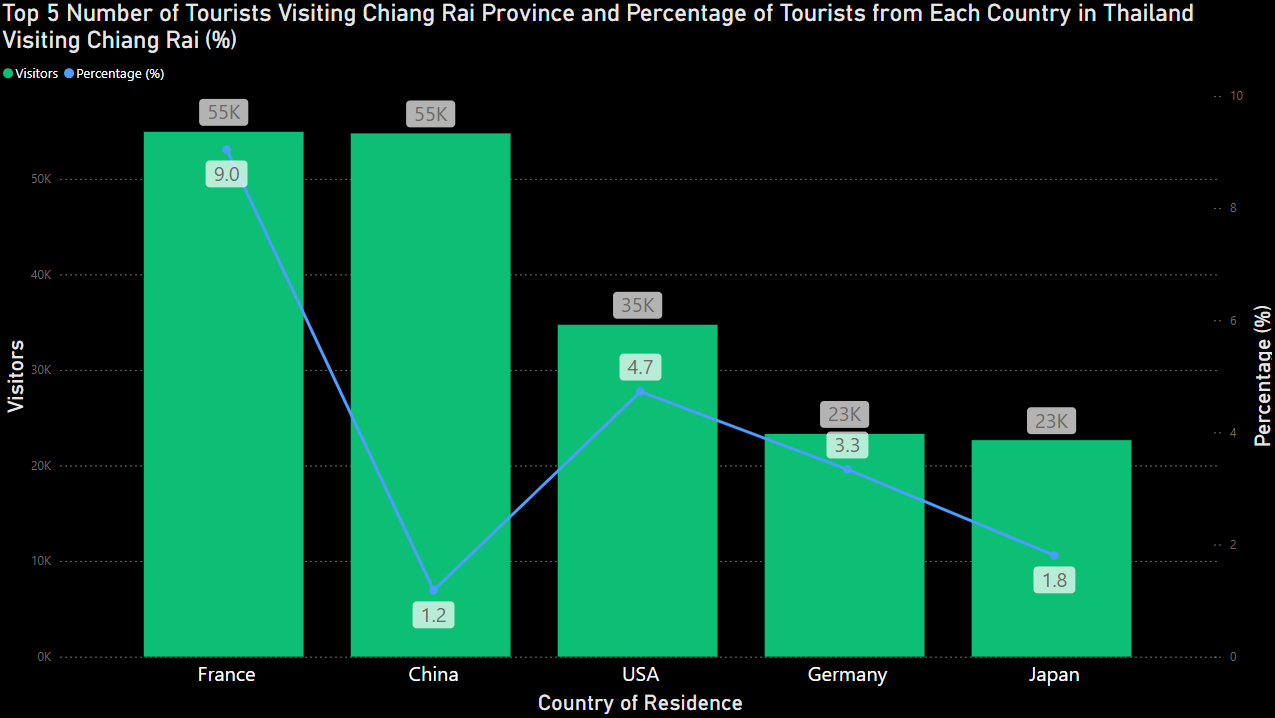 Top 5 Number of Tourists Visiting Chiang Rai Province and Percentage of Tourists from Each Country in Thailand
Visiting Chiang Rai (%)
Visitors Percentage (%)
10
8
6
4
2
0
50K
40K
30K
20K
10K
0K
Visitors
Percentage (%)
55K
55K
35K
23K
23K
9.0
1.2
4.7
3.3
1.8
France
China
USA
Germany
Japan
Country of Residence